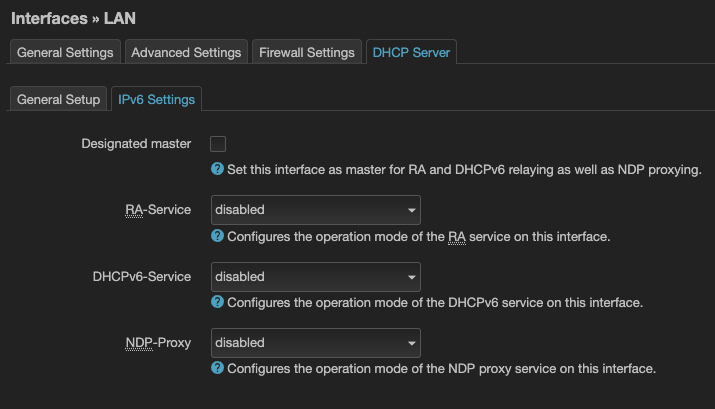 Interfaces » LAN
General Settings Advanced Settings Firewall Settings DHCP Server
General Setup IPv6 Settings
Designated master
? Set this interface as master for RA and DHCPv6 relaying as well as NDP proxying.
RA-Service disabled
? Configures the operation mode of the RA service on this interface.
DHCPv6-Service disabled
? Configures the operation mode of the DHCPv6 service on this interface.
NDP-Proxy disabled
? Configures the operation mode of the NDP proxy service on this interface.